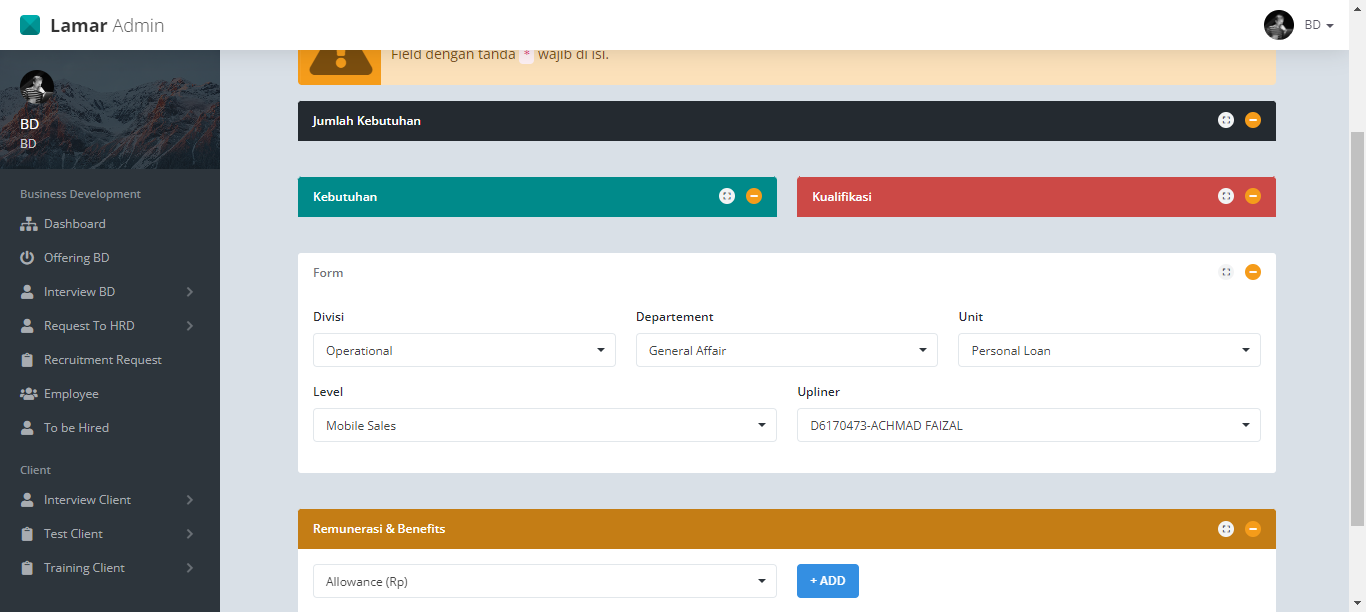 Lamar Admin
BD
BD
BD
Business Development
Dashboard
Offering BD
Interview BD
Request To HRD
Recruitment Request
Employee
To be Hired
Client
Interview Client
Test Client
Training Client
Field dengan tanda * wajib di isi.
Jumlah Kebutuhan
Kebutuhan
Kualifikasi
Form
Divisi
Departement
Unit
Operational
General Affair
Personal Loan
Level
Upliner
Mobile Sales
D6170473-ACHMAD FAIZAL
Remunerasi & Benefits
Allowance (Rp)
+ ADD